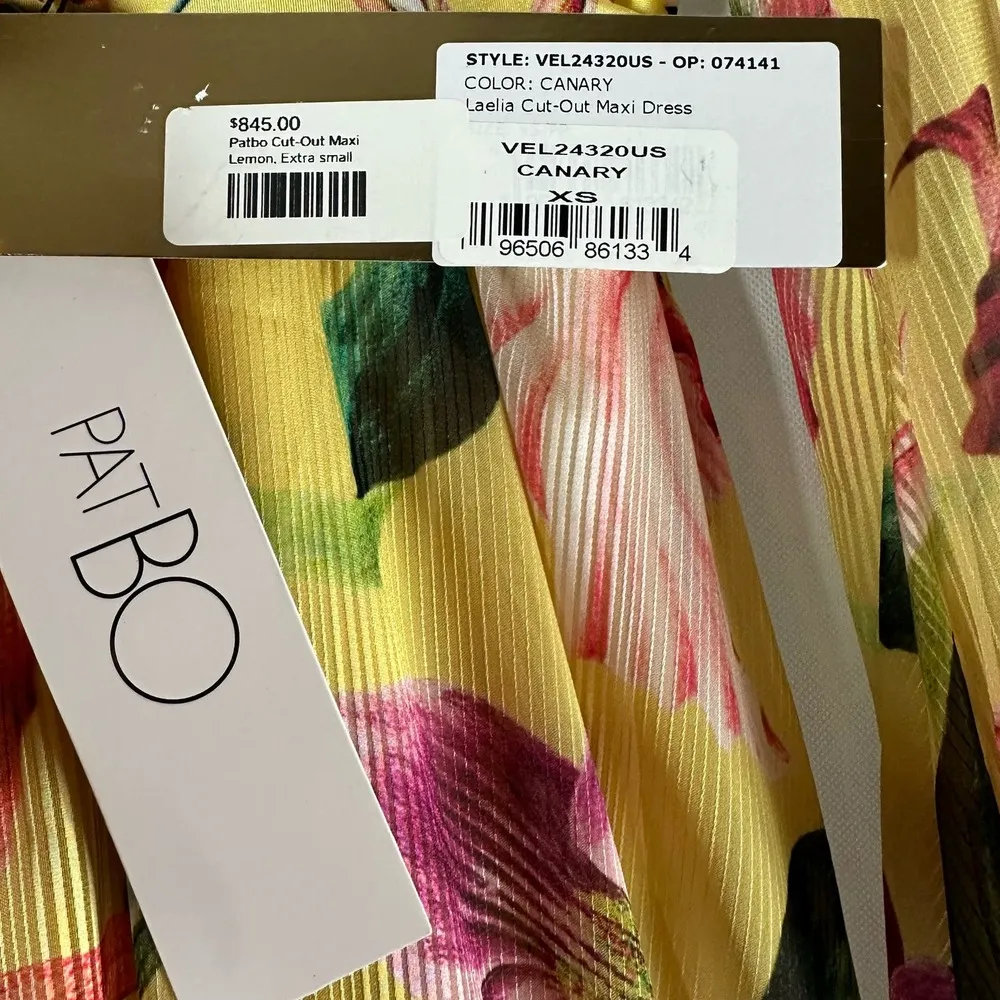 STYLE: VEL24320US - OP: 074141
COLOR: CANARY
Laelia Cut-Out Maxi Dress
$845.00
Patbo Cut-Out Maxi
Lemon, Extra small
VEL24320US
CANARY
XS
1 96506 86133 4
PATBO